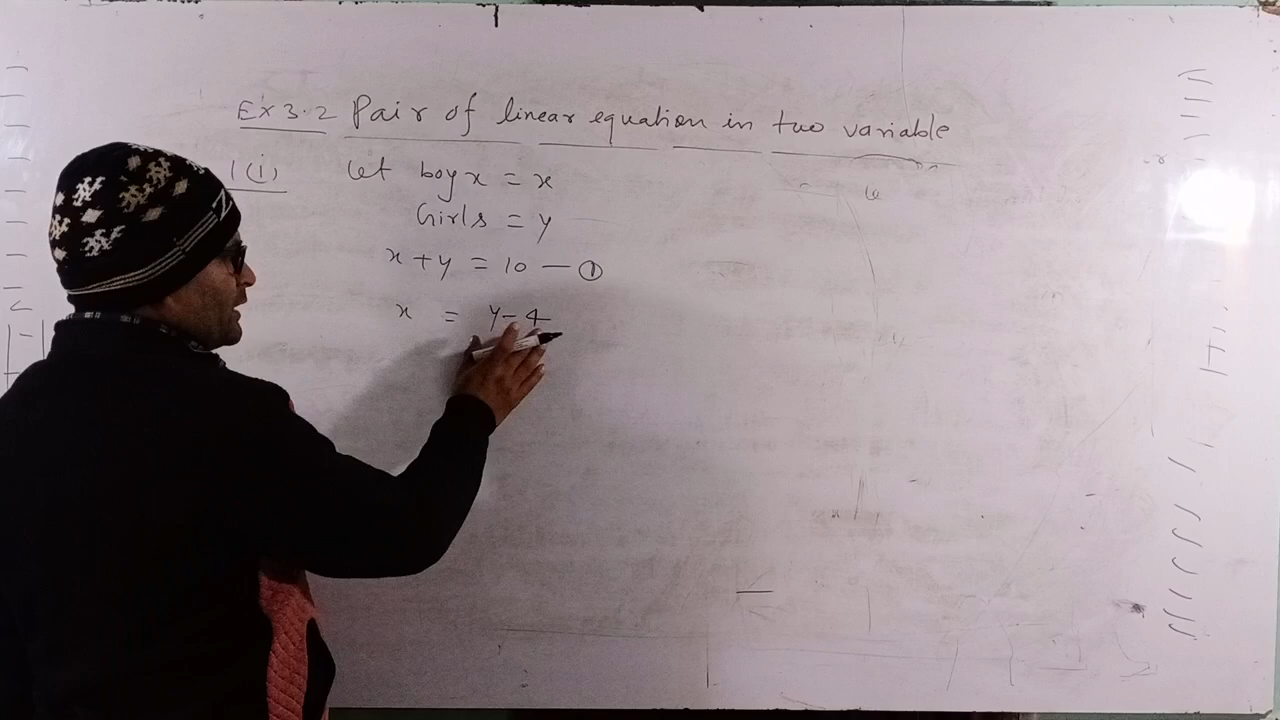 Ex 3.2 Pair of linear equation in two variable
1(i) Let boy x = x
Girls = y
x + y = 10 — ①
x = y - 4